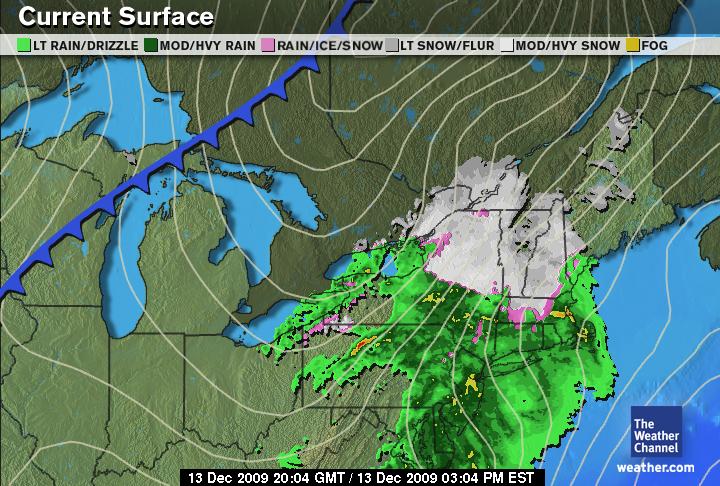 Current Surface
LT RAIN/DRIZZLE MOD/HVY RAIN RAIN/ICE/SNOW LT SNOW/FLUR MOD/HVY SNOW FOG
The
Weather
Channel
weather.com
13 Dec 2009 20:04 GMT / 13 Dec 2009 03:04 PM EST